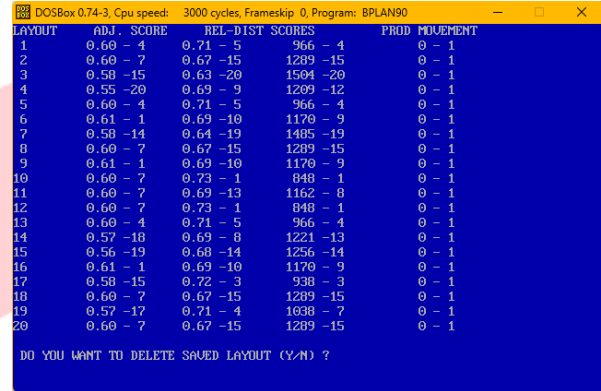 DOSBox 0.74-3, Cpu speed: 3000 cycles, Frameskip 0, Program: BPLAN90
LAYOUT ADJ. SCORE REL-DIST SCORES PROD MOVEMENT
1 0.60 - 4 0.71 - 5 966 - 4 0 - 1
2 0.60 - 7 0.67 -15 1289 -15 0 - 1
3 0.58 -15 0.63 -20 1504 -20 0 - 1
4 0.55 -20 0.69 - 9 1209 -12 0 - 1
5 0.60 - 4 0.71 - 5 966 - 4 0 - 1
6 0.61 - 1 0.69 -10 1170 - 9 0 - 1
7 0.58 -14 0.64 -19 1485 -19 0 - 1
8 0.60 - 7 0.67 -15 1289 -15 0 - 1
9 0.61 - 1 0.69 -10 1170 - 9 0 - 1
10 0.60 - 7 0.73 - 1 848 - 1 0 - 1
11 0.60 - 7 0.69 -13 1162 - 8 0 - 1
12 0.60 - 7 0.73 - 1 848 - 1 0 - 1
13 0.60 - 4 0.71 - 5 966 - 4 0 - 1
14 0.57 -18 0.69 - 8 1221 -13 0 - 1
15 0.56 -19 0.68 -14 1256 -14 0 - 1
16 0.61 - 1 0.69 -10 1170 - 9 0 - 1
17 0.58 -15 0.72 - 3 938 - 3 0 - 1
18 0.60 - 7 0.67 -15 1289 -15 0 - 1
19 0.57 -17 0.71 - 4 1038 - 7 0 - 1
20 0.60 - 7 0.67 -15 1289 -15 0 - 1
DO YOU WANT TO DELETE SAVED LAYOUT (Y/N) ?